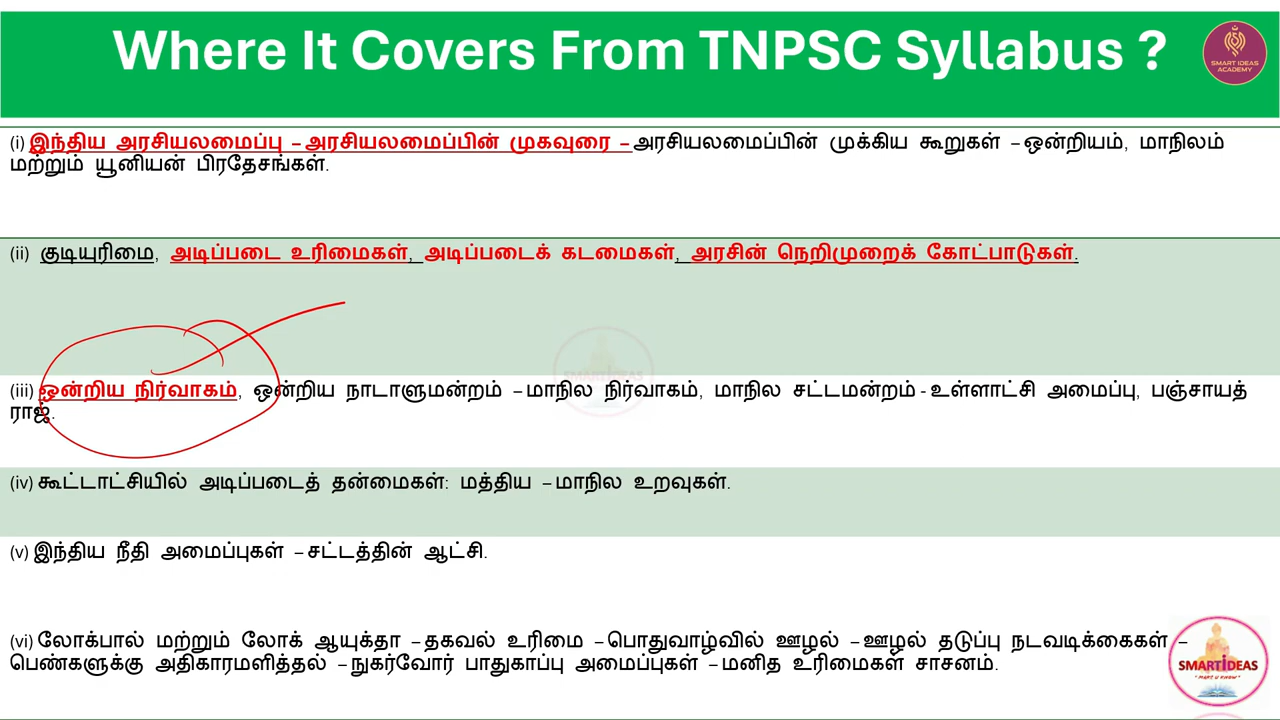 Where It Covers From TNPSC Syllabus ?
SMART IDEAS
ACADEMY
(i) இந்திய அரசியலமைப்பு – அரசியலமைப்பின் முகவுரை – அரசியலமைப்பின் முக்கிய கூறுகள் – ஒன்றியம், மாநிலம்
மற்றும் யூனியன் பிரதேசங்கள்.
(ii) குடியுரிமை, அடிப்படை உரிமைகள், அடிப்படைக் கடமைகள், அரசின் நெறிமுறைக் கோட்பாடுகள்.
SMARTIDEAS
(iii) ஒன்றிய நிர்வாகம், ஒன்றிய நாடாளுமன்றம் – மாநில நிர்வாகம், மாநில சட்டமன்றம் - உள்ளாட்சி அமைப்பு, பஞ்சாயத்
ராஜ்.
(iv) கூட்டாட்சியில் அடிப்படைத் தன்மைகள்: மத்திய – மாநில உறவுகள்.
(v) இந்திய நீதி அமைப்புகள் – சட்டத்தின் ஆட்சி.
(vi) லோக்பால் மற்றும் லோக் ஆயுக்தா – தகவல் உரிமை – பொதுவாழ்வில் ஊழல் – ஊழல் தடுப்பு நடவடிக்கைகள் –
பெண்களுக்கு அதிகாரமளித்தல் – நுகர்வோர் பாதுகாப்பு அமைப்புகள் – மனித உரிமைகள் சாசனம்.
SMARTIDEAS